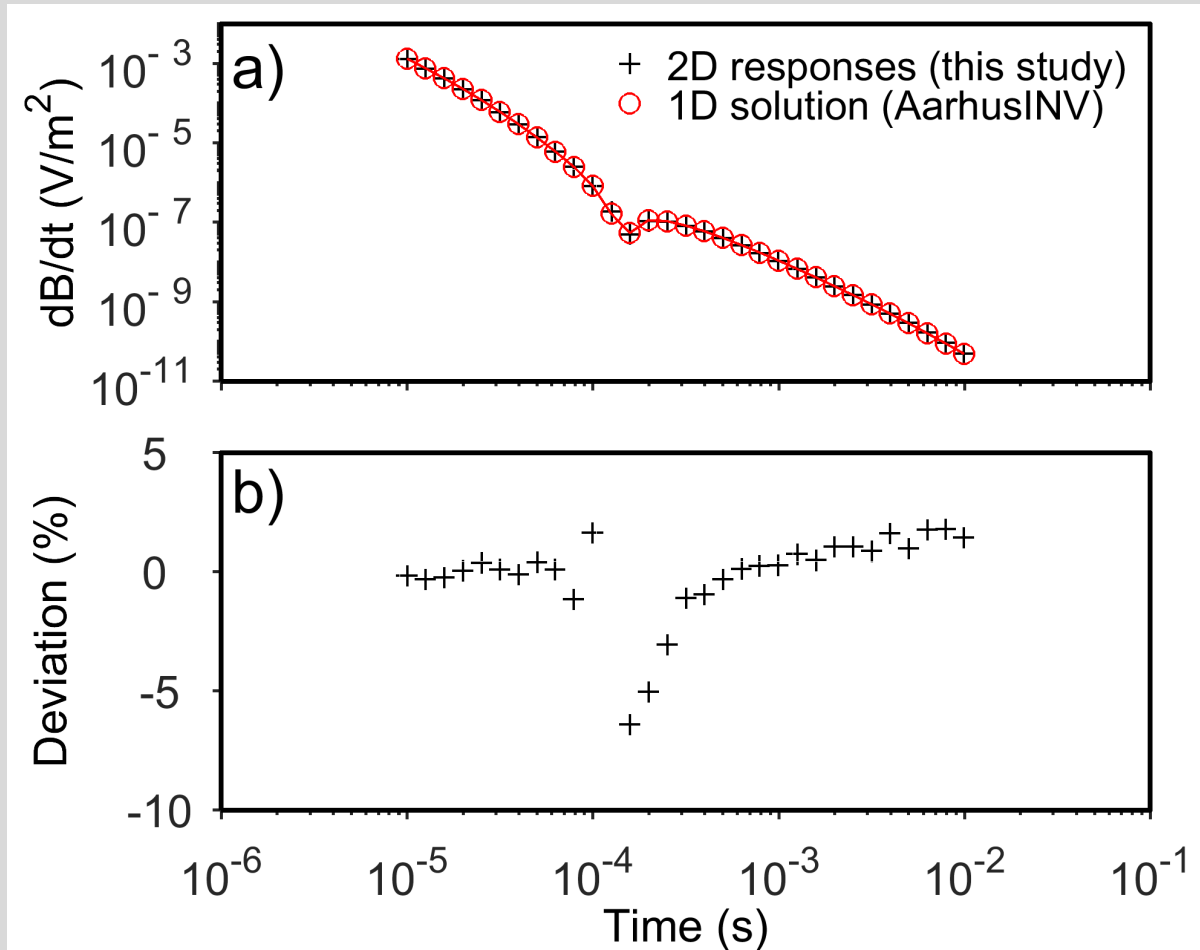 a)
+ 2D responses (this study)
1D solution (AarhusINV)
10^-3
10^-5
10^-7
10^-9
10^-11
dB/dt (V/m^2)
b)
5
0
-5
-10
Deviation (%)
10^-6 10^-5 10^-4 10^-3 10^-2 10^-1
Time (s)